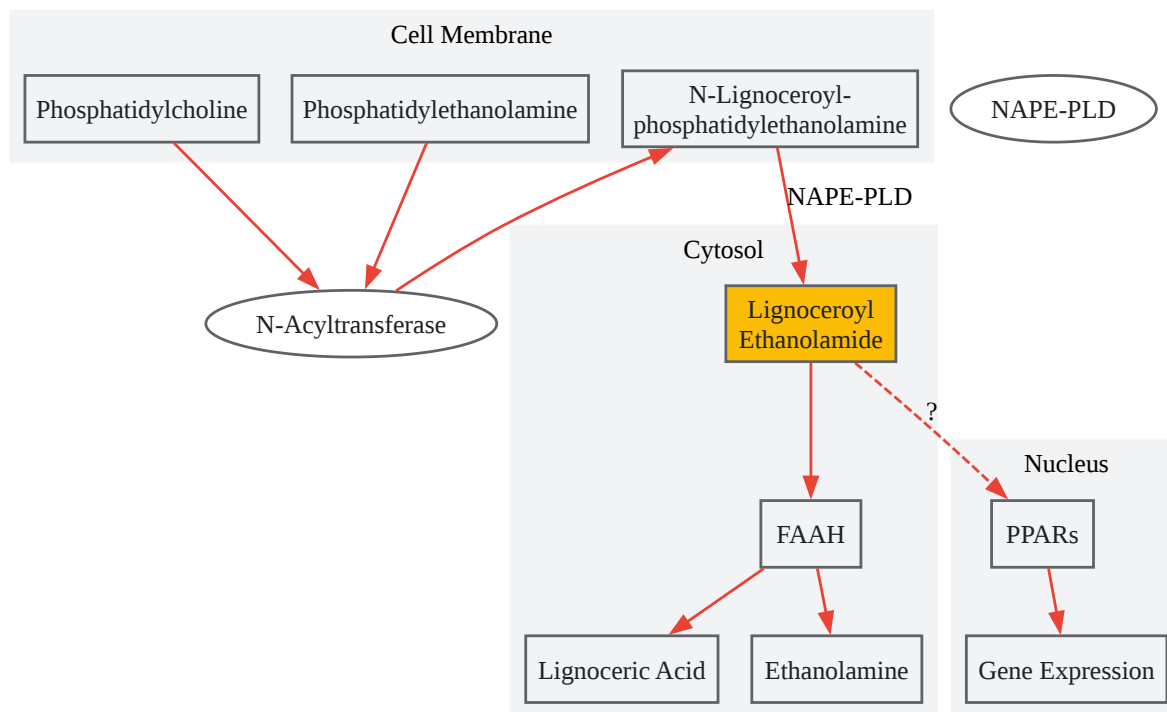 Cell Membrane
Phosphatidylcholine
Phosphatidylethanolamine
N-Lignoceroyl-
phosphatidylethanolamine
NAPE-PLD
NAPE-PLD
Cytosol
N-Acyltransferase
Lignoceroyl
Ethanolamide
?
Nucleus
FAAH
PPARs
Lignoceric Acid
Ethanolamine
Gene Expression